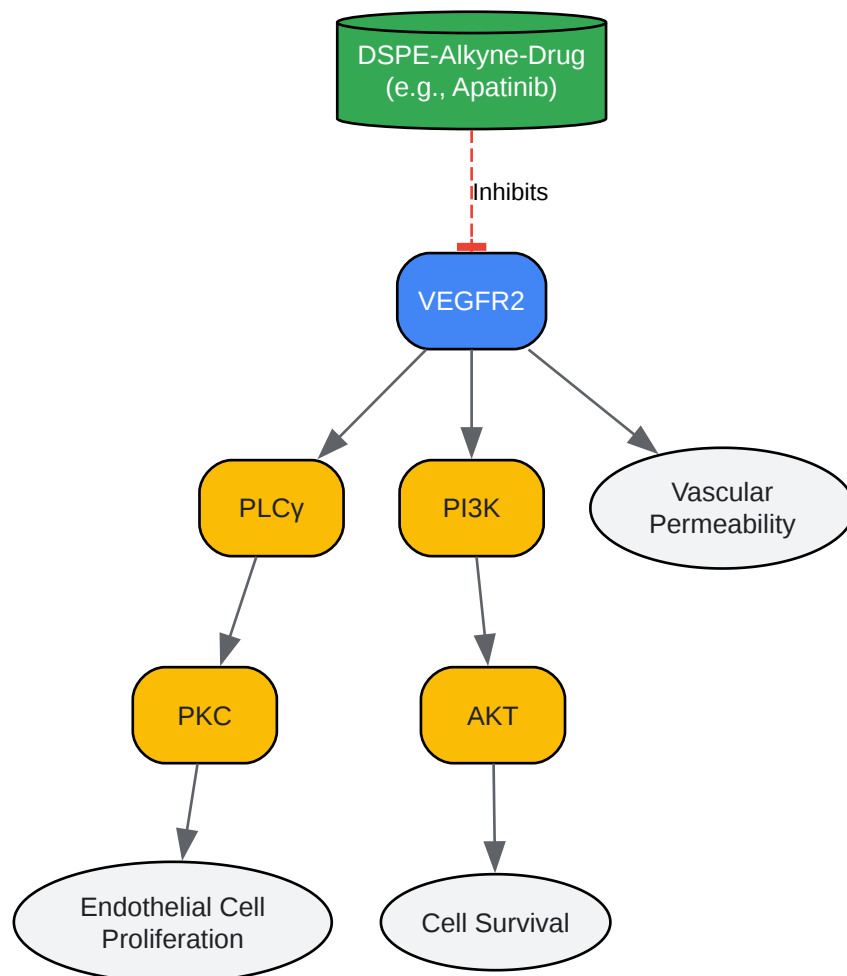 DSPE-Alkyne-Drug
(e.g., Apatinib)
Inhibits
VEGFR2
PLCγ
PI3K
Vascular
Permeability
PKC
AKT
Endothelial Cell
Proliferation
Cell Survival